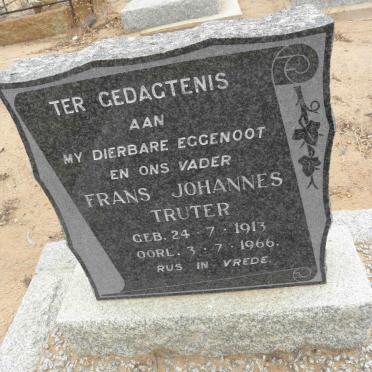 TER GEDAGTENIS
AAN
MY DIERBARE EGGENOOT
EN ONS VADER
FRANS JOHANNES
TRUTER
GEB. 24 · 7 · 1913
OORL. 3 · 7 · 1966.
RUS IN VREDE.